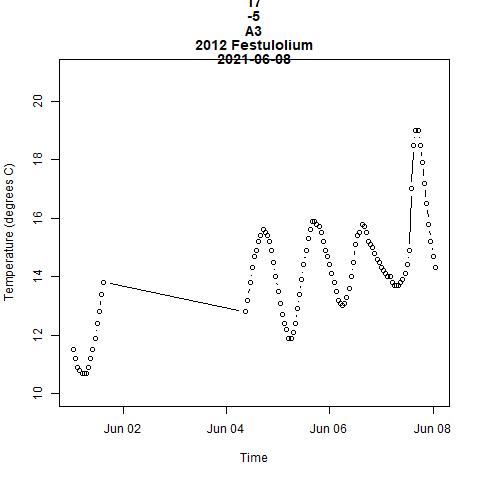 17
-5
A3
2012 Festulolium
2021-06-08
Temperature (degrees C)
20
18
16
14
12
10
Jun 02
Jun 04
Jun 06
Jun 08
Time